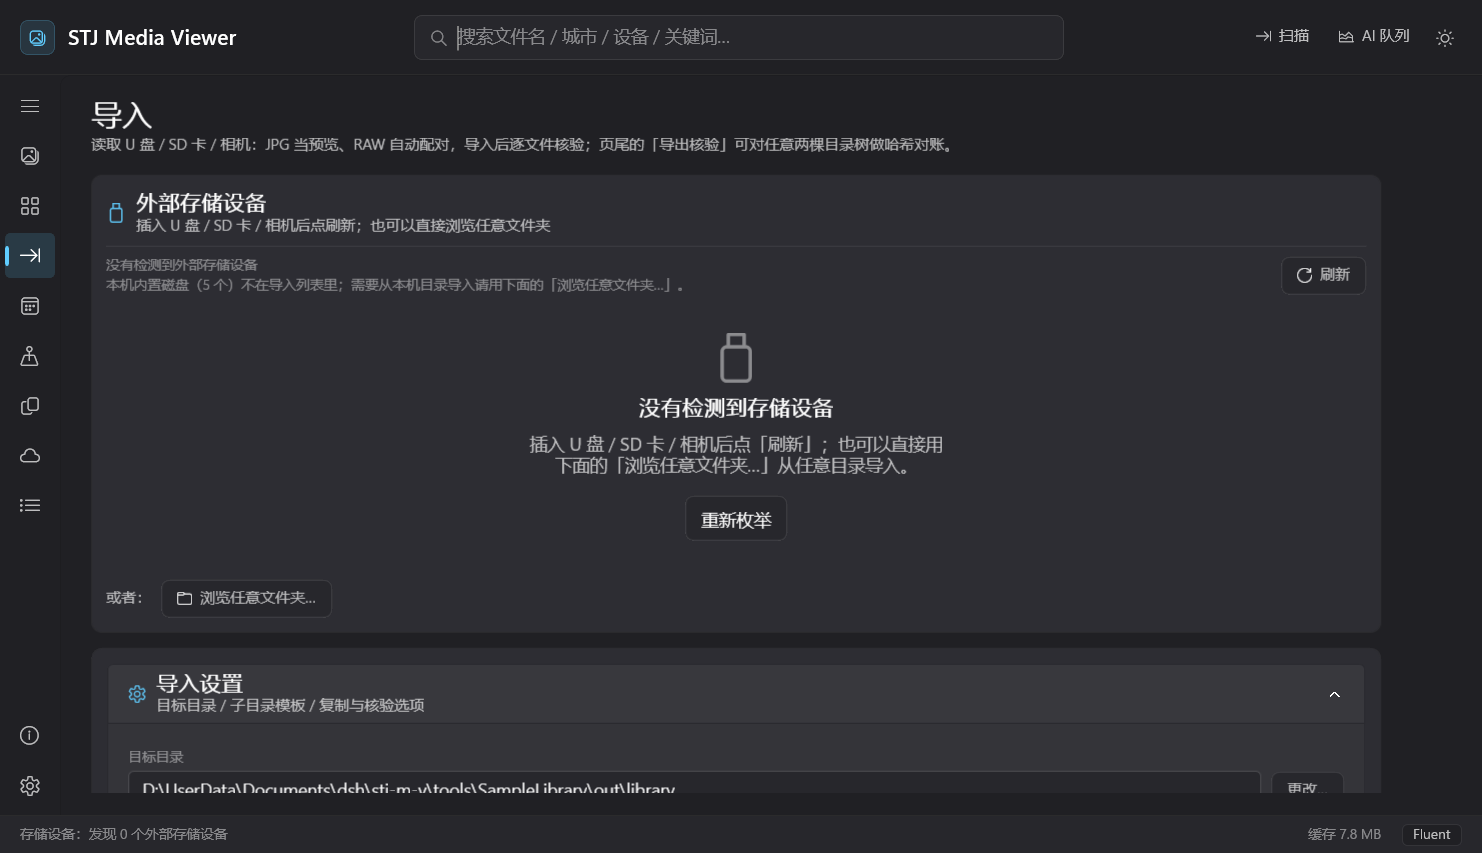 STJ Media Viewer
搜索文件名 / 城市 / 设备 / 关键词...
扫描
AI 队列
导入
读取 U 盘 / SD 卡 / 相机：JPG 当预览、RAW 自动配对，导入后逐文件核验；页尾的「导出核验」可对任意两棵目录树做哈希对账。
外部存储设备
插入 U 盘 / SD 卡 / 相机后点刷新；也可以直接浏览任意文件夹
没有检测到外部存储设备
本机内置磁盘（5 个）不在导入列表里；需要从本机目录导入请用下面的「浏览任意文件夹...」。
刷新
没有检测到存储设备
插入 U 盘 / SD 卡 / 相机后点「刷新」；也可以直接用
下面的「浏览任意文件夹...」从任意目录导入。
重新枚举
或者：
浏览任意文件夹...
导入设置
目标目录 / 子目录模板 / 复制与核验选项
目标目录
D:\UserData\Documents\dsh\stj-m-v\tools\SampleLibrary\out\library
更改...
存储设备：发现 0 个外部存储设备
缓存 7.8 MB
Fluent